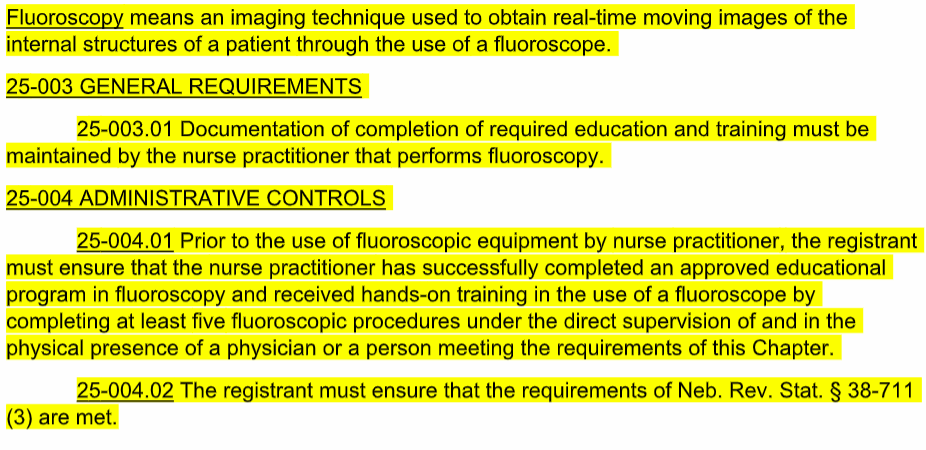 Fluoroscopy means an imaging technique used to obtain real-time moving images of the
internal structures of a patient through the use of a fluoroscope.
25-003 GENERAL REQUIREMENTS
25-003.01 Documentation of completion of required education and training must be
maintained by the nurse practitioner that performs fluoroscopy.
25-004 ADMINISTRATIVE CONTROLS
25-004.01 Prior to the use of fluoroscopic equipment by nurse practitioner, the registrant
must ensure that the nurse practitioner has successfully completed an approved educational
program in fluoroscopy and received hands-on training in the use of a fluoroscope by
completing at least five fluoroscopic procedures under the direct supervision of and in the
physical presence of a physician or a person meeting the requirements of this Chapter.
25-004.02 The registrant must ensure that the requirements of Neb. Rev. Stat. § 38-711
(3) are met.